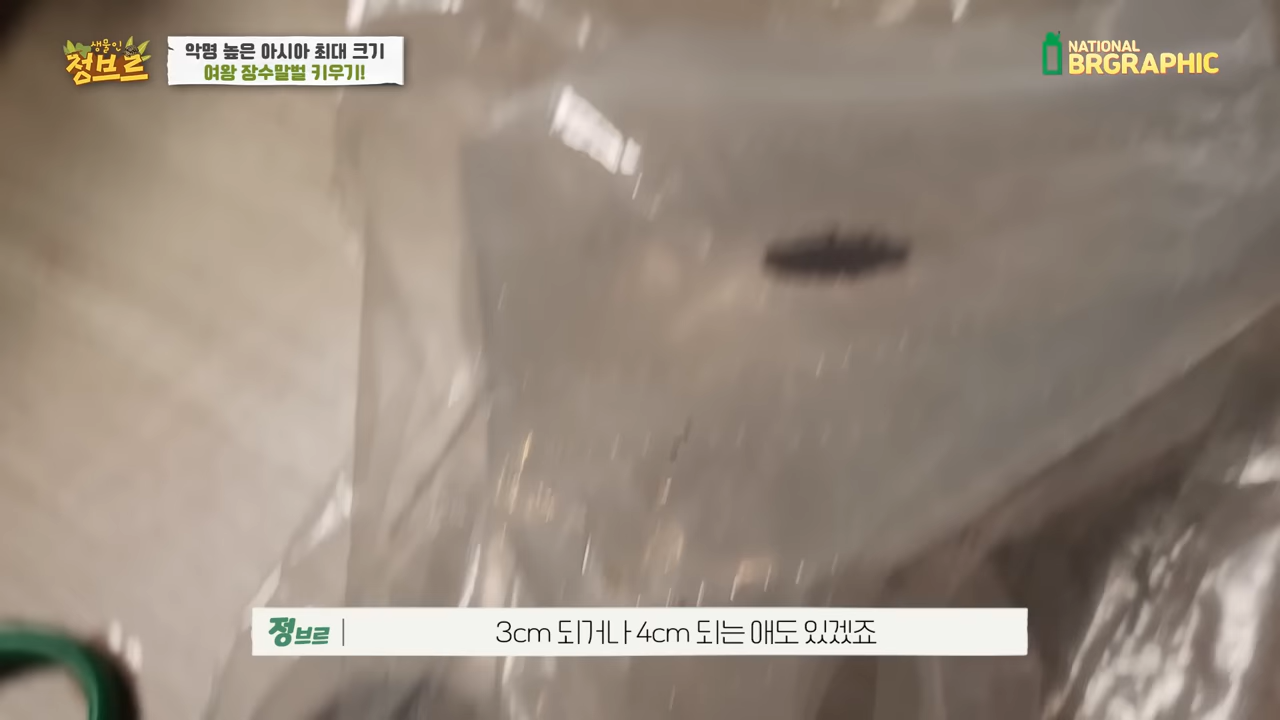 생물인
정브르
악명 높은 아시아 최대 크기
여왕 장수말벌 키우기!
NATIONAL
BRGRAPHIC
정브르
3cm 되거나 4cm 되는 애도 있겠죠